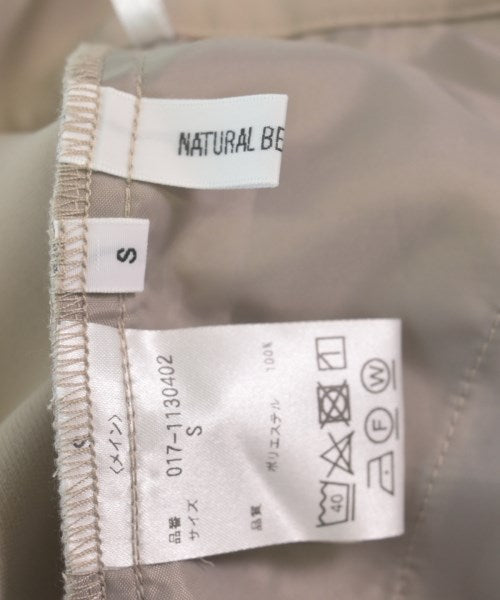 NATURAL BE
S
〈メイン〉
品番 017-1130402
サイズ S
品質 ポリエステル 100%
40
F W